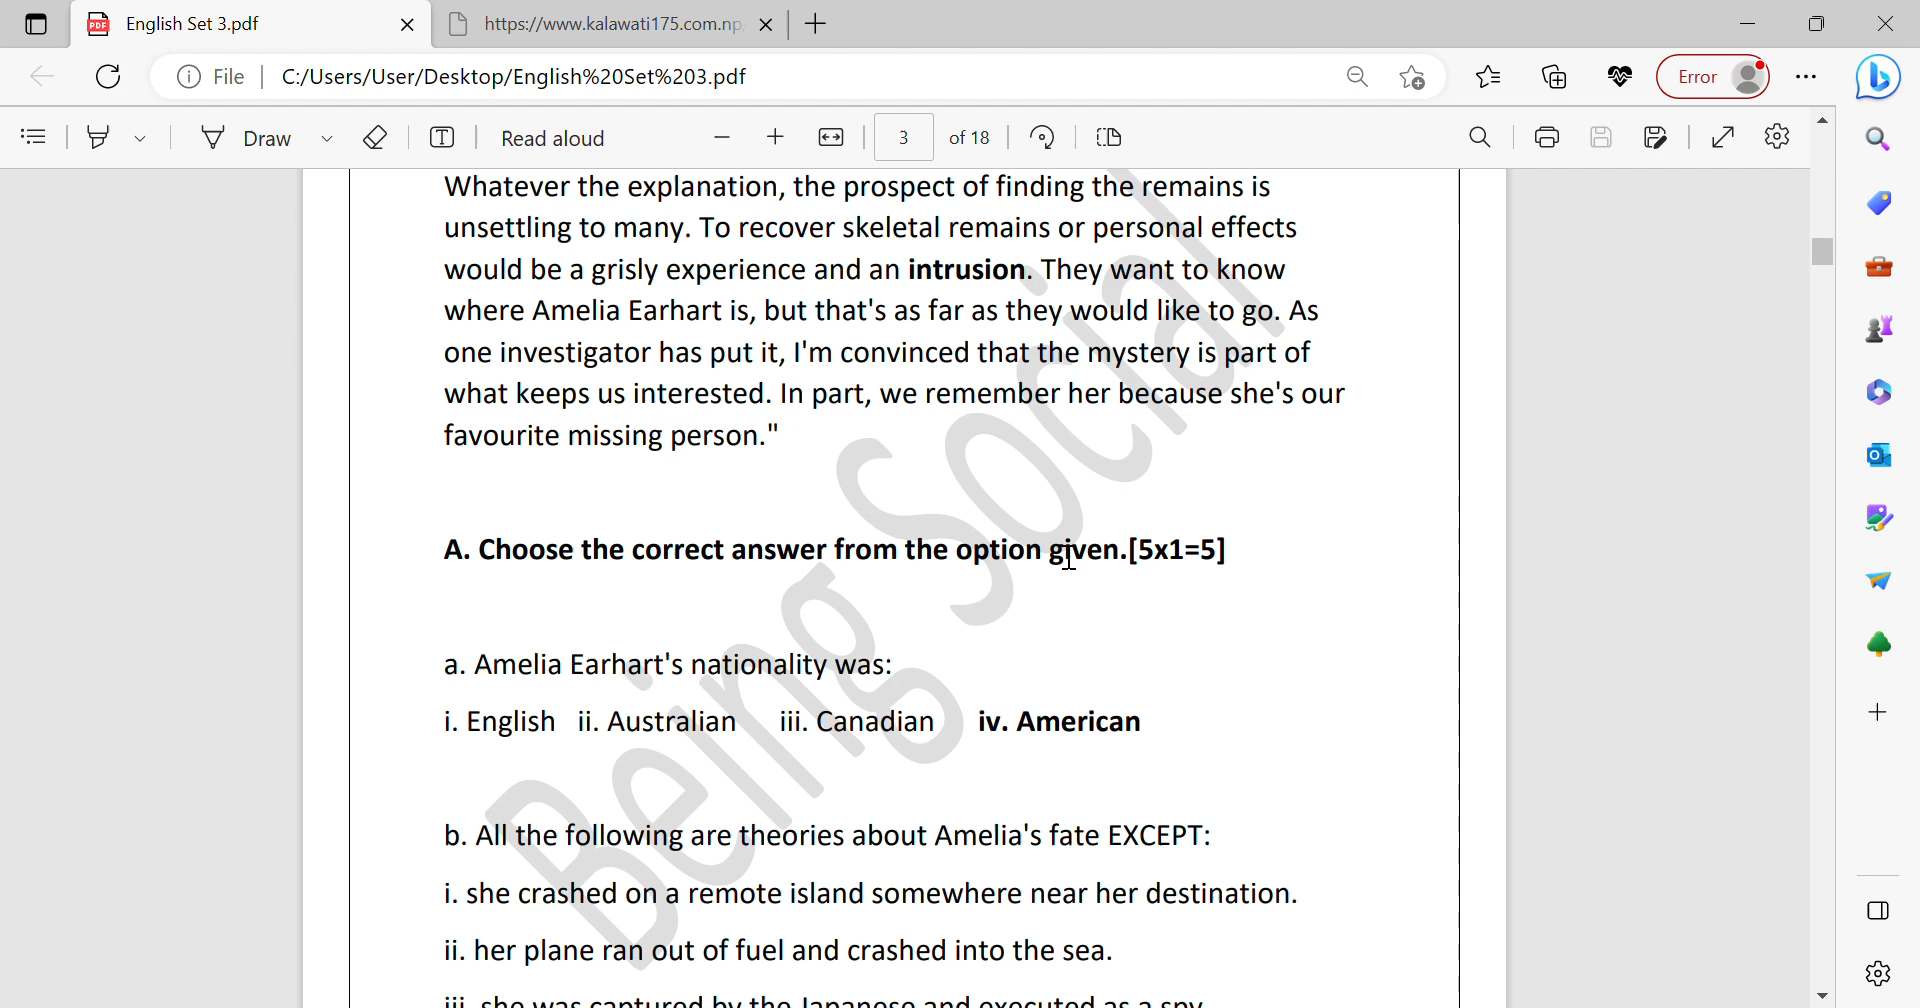 English Set 3.pdf
https://www.kalawati175.com.np
File
C:/Users/User/Desktop/English%20Set%203.pdf
Error
Draw
Read aloud
3 of 18
Whatever the explanation, the prospect of finding the remains is
unsettling to many. To recover skeletal remains or personal effects
would be a grisly experience and an intrusion. They want to know
where Amelia Earhart is, but that's as far as they would like to go. As
one investigator has put it, I'm convinced that the mystery is part of
what keeps us interested. In part, we remember her because she's our
favourite missing person."
A. Choose the correct answer from the option given.[5x1=5]
a. Amelia Earhart's nationality was:
i. English ii. Australian iii. Canadian iv. American
b. All the following are theories about Amelia's fate EXCEPT:
i. she crashed on a remote island somewhere near her destination.
ii. her plane ran out of fuel and crashed into the sea.
iii. she was captured by the Japanese and executed as a spy.
Being Social